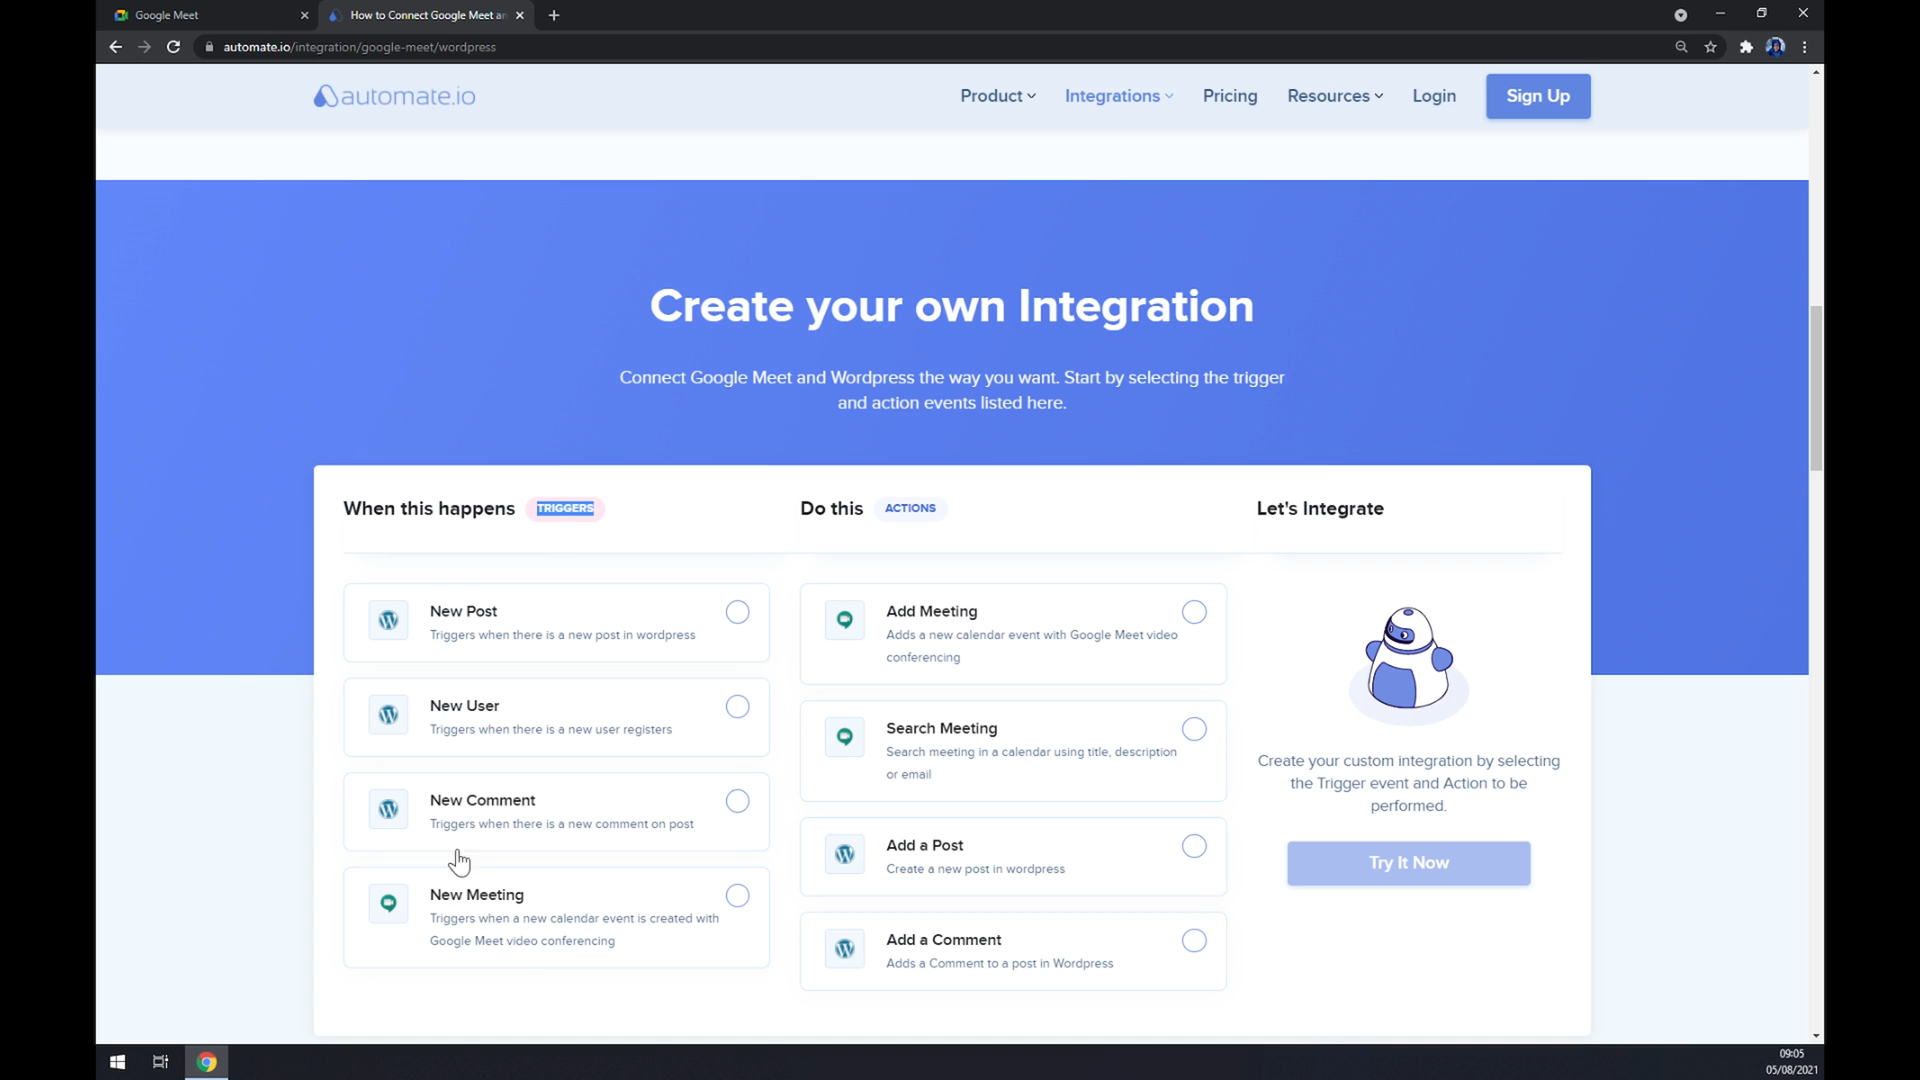 Google Meet
How to Connect Google Meet an
automate.io/integration/google-meet/wordpress
automate.io
Product
Integrations
Pricing
Resources
Login
Sign Up
Create your own Integration
Connect Google Meet and Wordpress the way you want. Start by selecting the trigger
and action events listed here.
When this happens TRIGGERS
New Post
Triggers when there is a new post in wordpress
New User
Triggers when there is a new user registers
New Comment
Triggers when there is a new comment on post
New Meeting
Triggers when a new calendar event is created with
Google Meet video conferencing
Do this ACTIONS
Add Meeting
Adds a new calendar event with Google Meet video
conferencing
Search Meeting
Search meeting in a calendar using title, description
or email
Add a Post
Create a new post in wordpress
Add a Comment
Adds a Comment to a post in Wordpress
Let's Integrate
Create your custom integration by selecting
the Trigger event and Action to be
performed.
Try It Now
09:05
05/08/2021